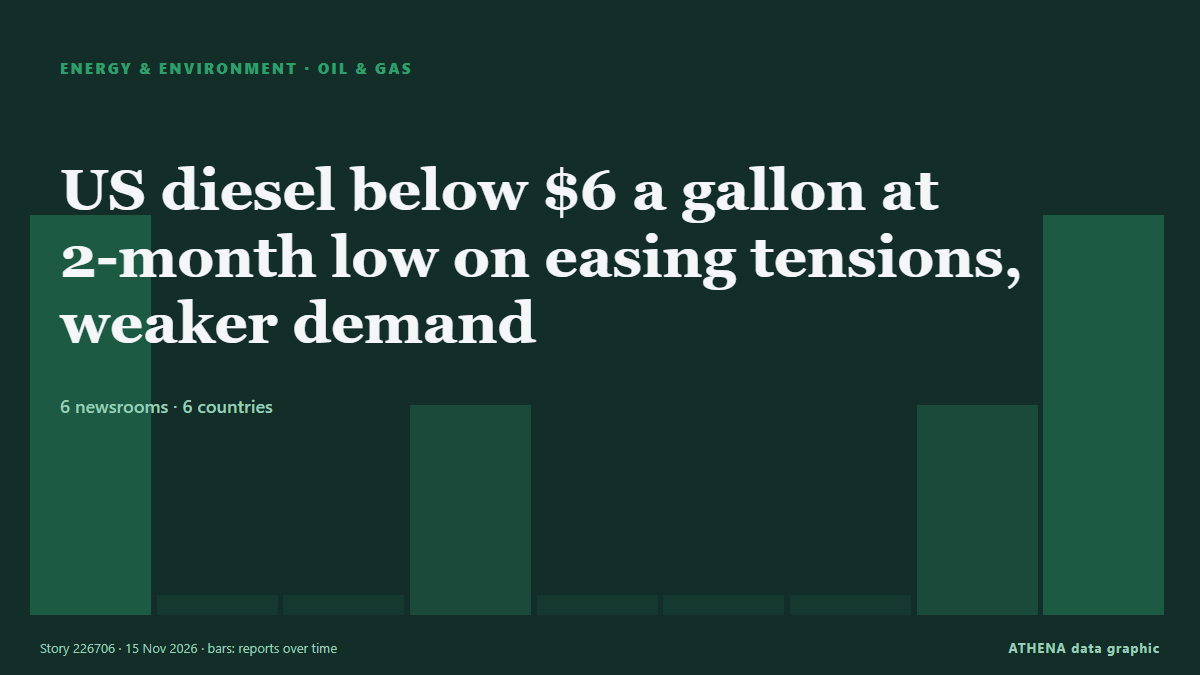 ENERGY & ENVIRONMENT · OIL & GAS
US diesel below $6 a gallon at
2-month low on easing tensions,
weaker demand
6 newsrooms · 6 countries
Story 226706 · 15 Nov 2026 · bars: reports over time
ATHENA data graphic